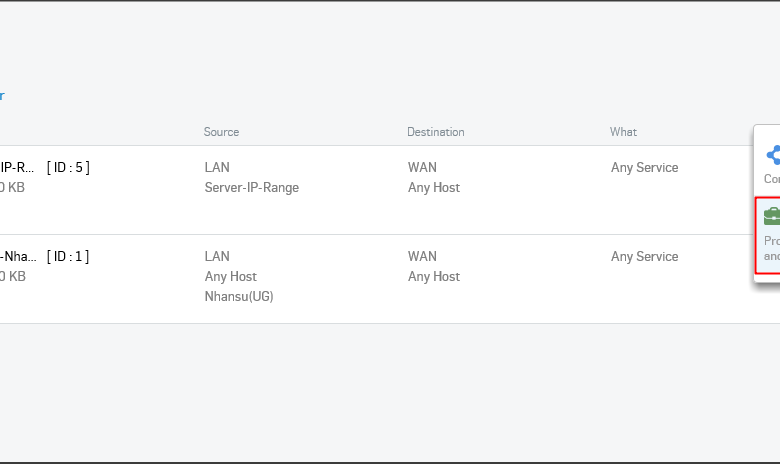 r
Source Destination What
IP-R... [ ID : 5 ] LAN WAN Any Service
0 KB Server-IP-Range Any Host
-Nha... [ ID : 1 ] LAN WAN Any Service
0 KB Any Host Any Host
Nhansu(UG)
Cor
Pro
and